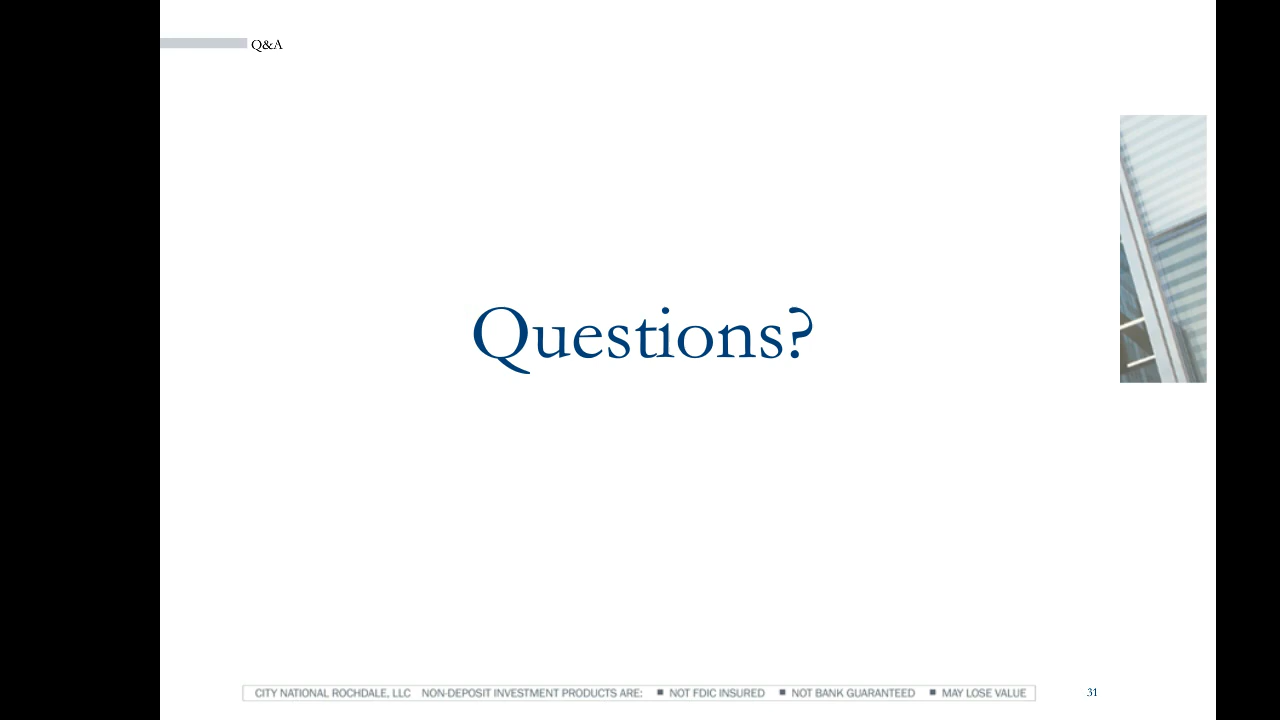 Q&A
Questions?
CITY NATIONAL ROCHDALE, LLC NON-DEPOSIT INVESTMENT PRODUCTS ARE: ■ NOT FDIC INSURED ■ NOT BANK GUARANTEED ■ MAY LOSE VALUE
31